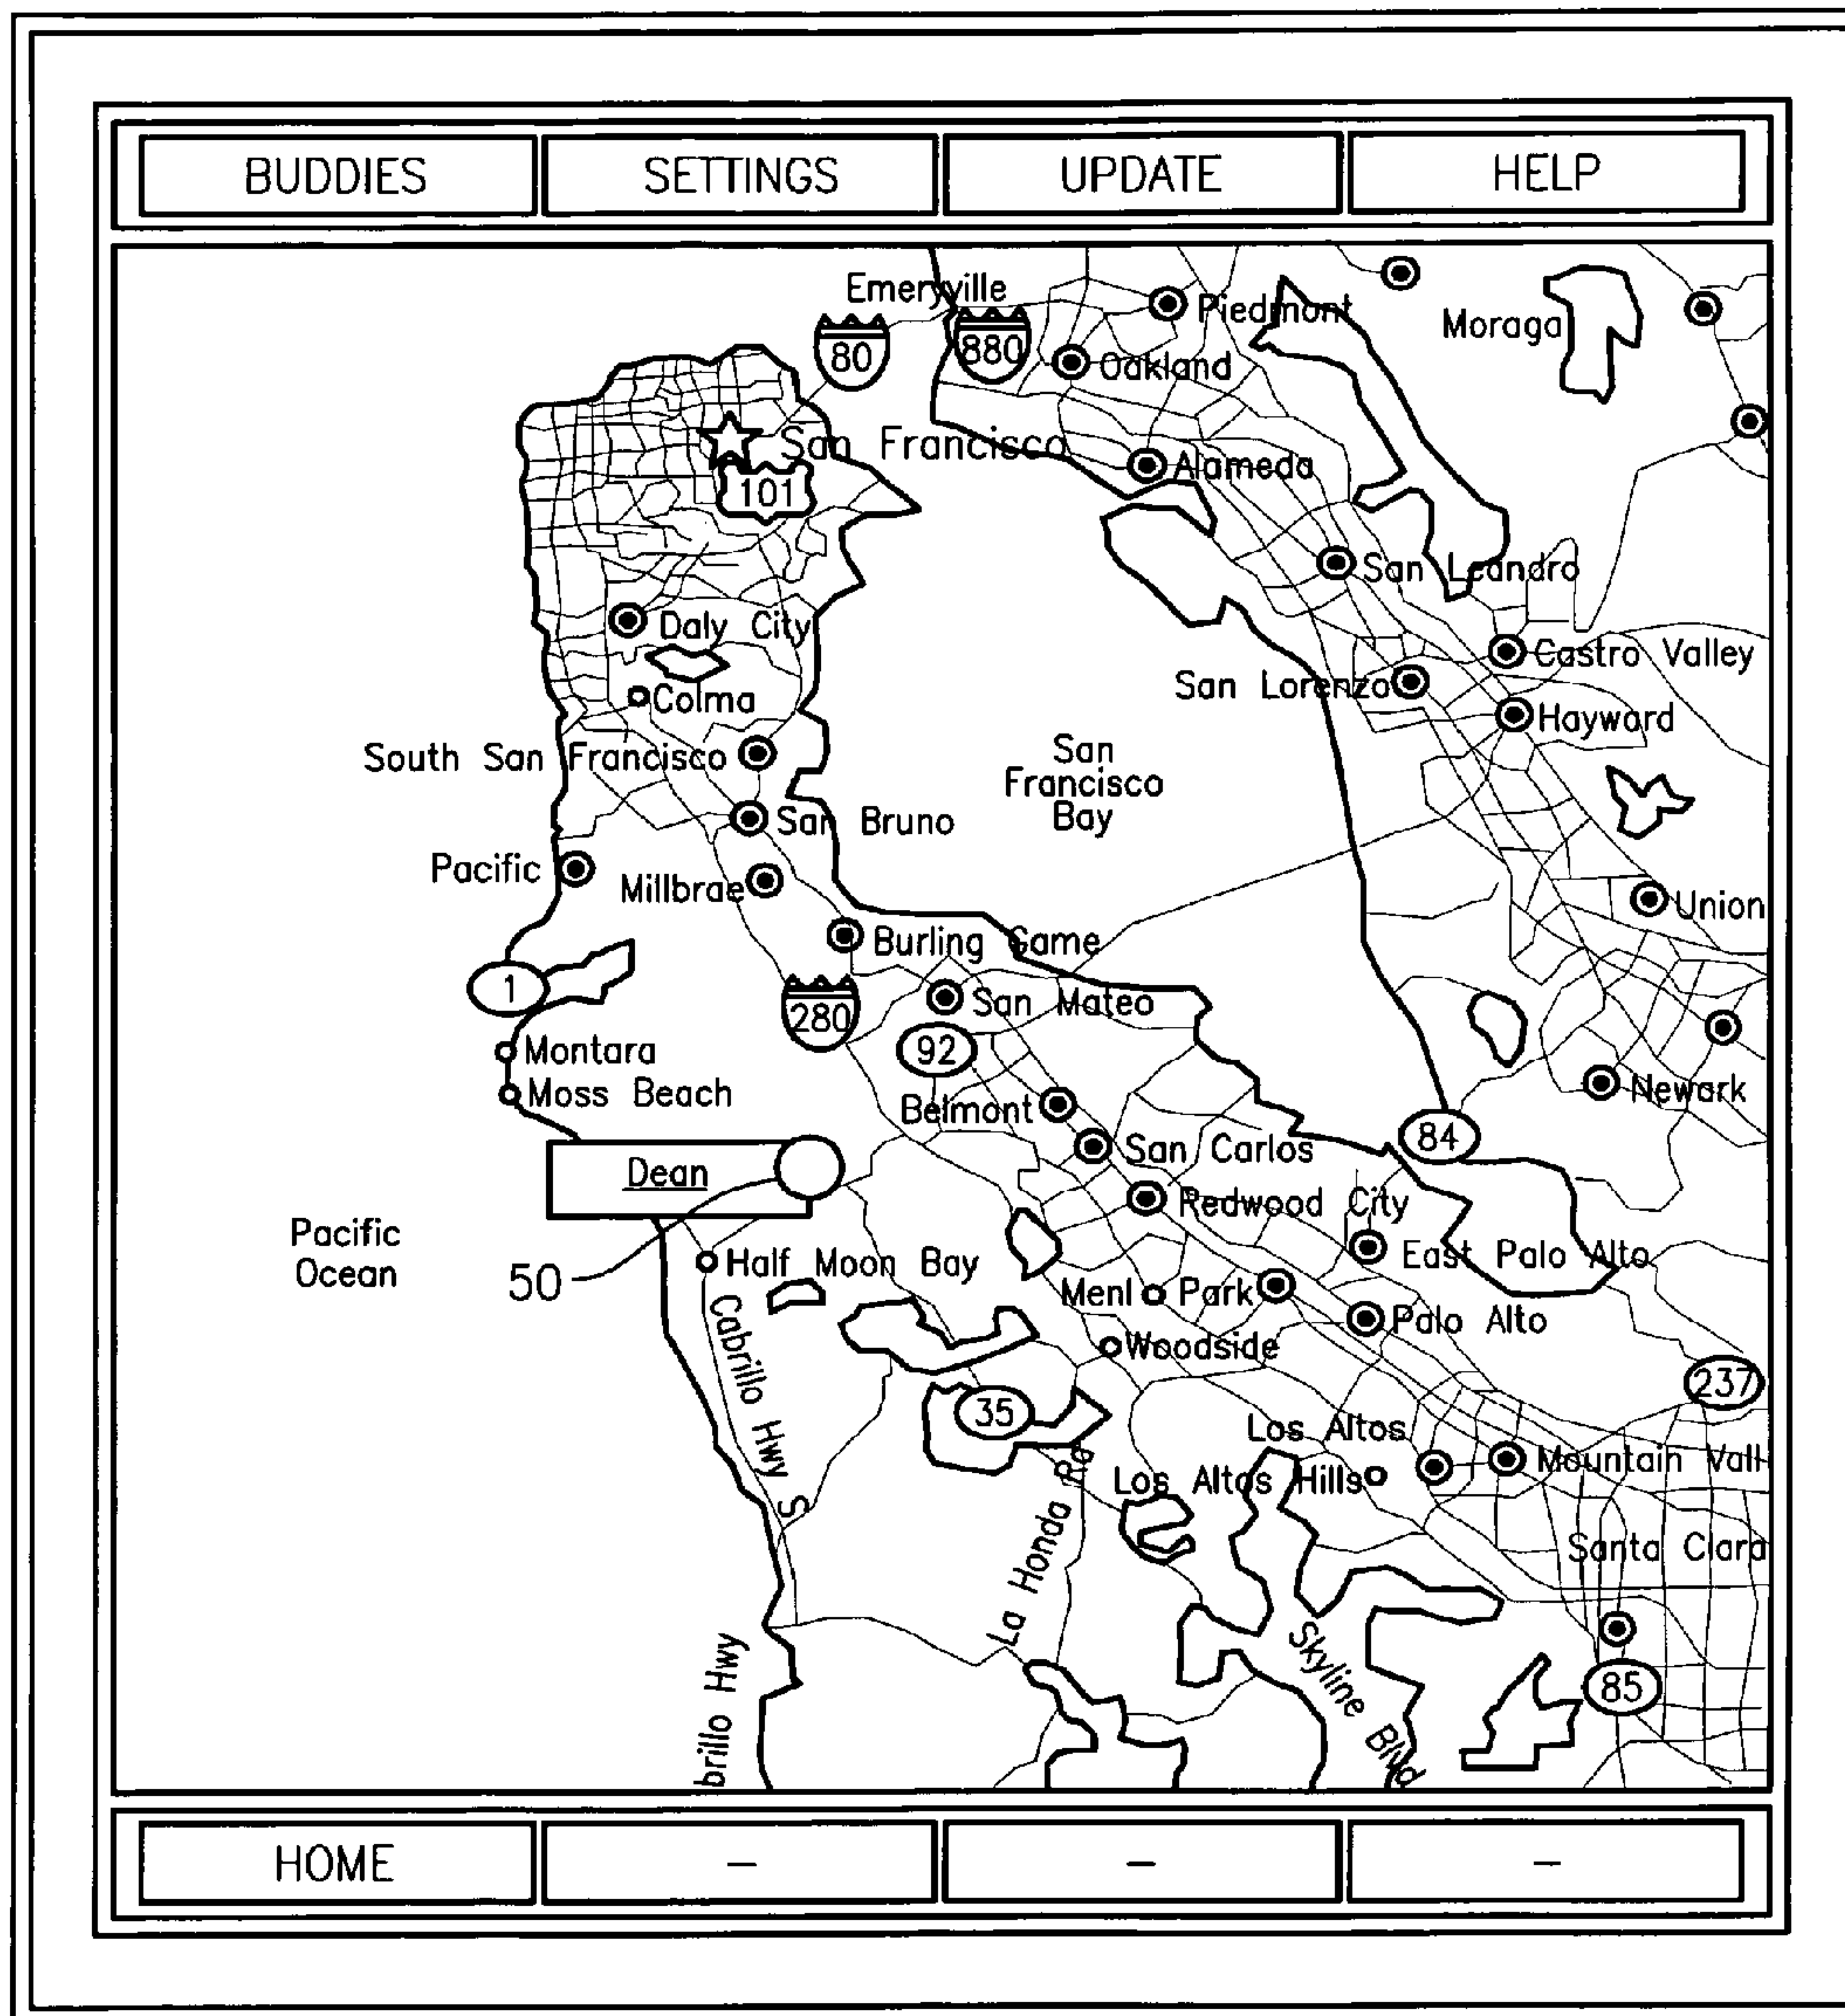 BUDDIES
SETTINGS
UPDATE
HELP
Emeryville
Piedmont
Moraga
80
880
Oakland
San Francisco
Alameda
101
San Leandro
Daly City
Castro Valley
San Lorenzo
Colma
Hayward
South San Francisco
San
Francisco
Bay
San Bruno
Pacific
Millbrae
Union
Burling Game
1
280
San Mateo
92
Montara
Moss Beach
Newark
Belmont
84
San Carlos
Dean
Redwood City
Pacific
Ocean
50
Half Moon Bay
East Palo Alto
Menl Park
Palo Alto
Woodside
Cabrillo Hwy S
237
35
Los Altos
Mountain Vall
Los Altos Hills
La Honda Rd
Santa Clara
Skyline Blvd
85
brillo Hwy
HOME
–
–
–